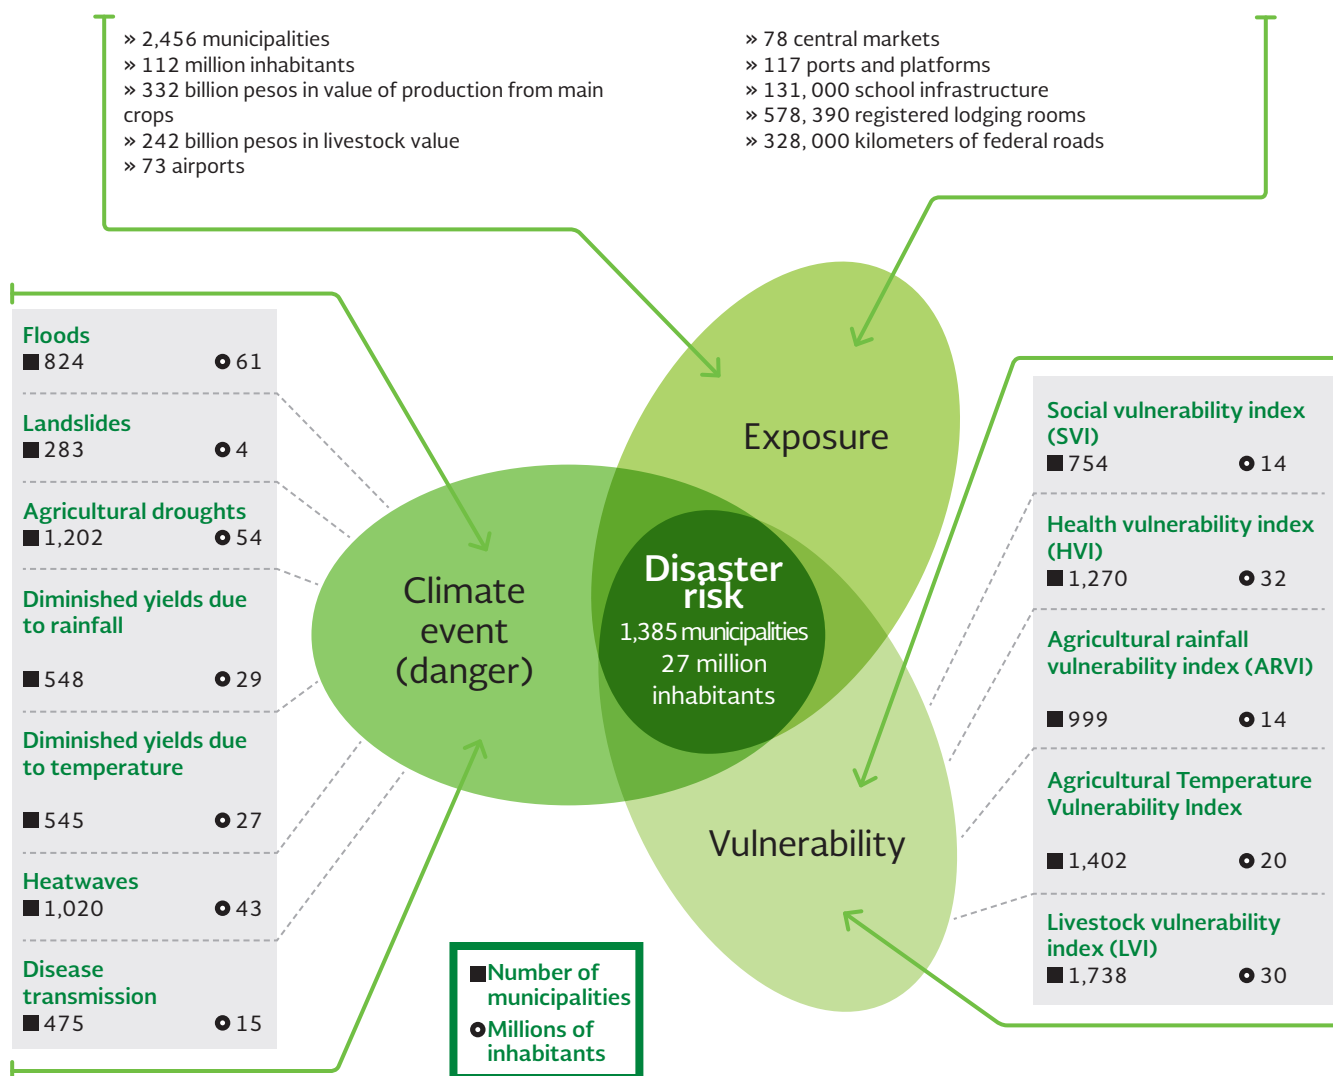 » 2,456 municipalities
» 112 million inhabitants
» 332 billion pesos in value of production from main
crops
» 242 billion pesos in livestock value
» 73 airports
» 78 central markets
» 117 ports and platforms
» 131, 000 school infrastructure
» 578, 390 registered lodging rooms
» 328, 000 kilometers of federal roads
Floods
824 61
Landslides
283 4
Agricultural droughts
1,202 54
Diminished yields due
to rainfall
548 29
Diminished yields due
to temperature
545 27
Heatwaves
1,020 43
Disease
transmission
475 15
Exposure
Climate
event
(danger)
Disaster
risk
1,385 municipalities
27 million
inhabitants
Vulnerability
Social vulnerability index
(SVI)
754 14
Health vulnerability index
(HVI)
1,270 32
Agricultural rainfall
vulnerability index (ARVI)
999 14
Agricultural Temperature
Vulnerability Index
1,402 20
Livestock vulnerability
index (LVI)
1,738 30
Number of
municipalities
Millions of
inhabitants